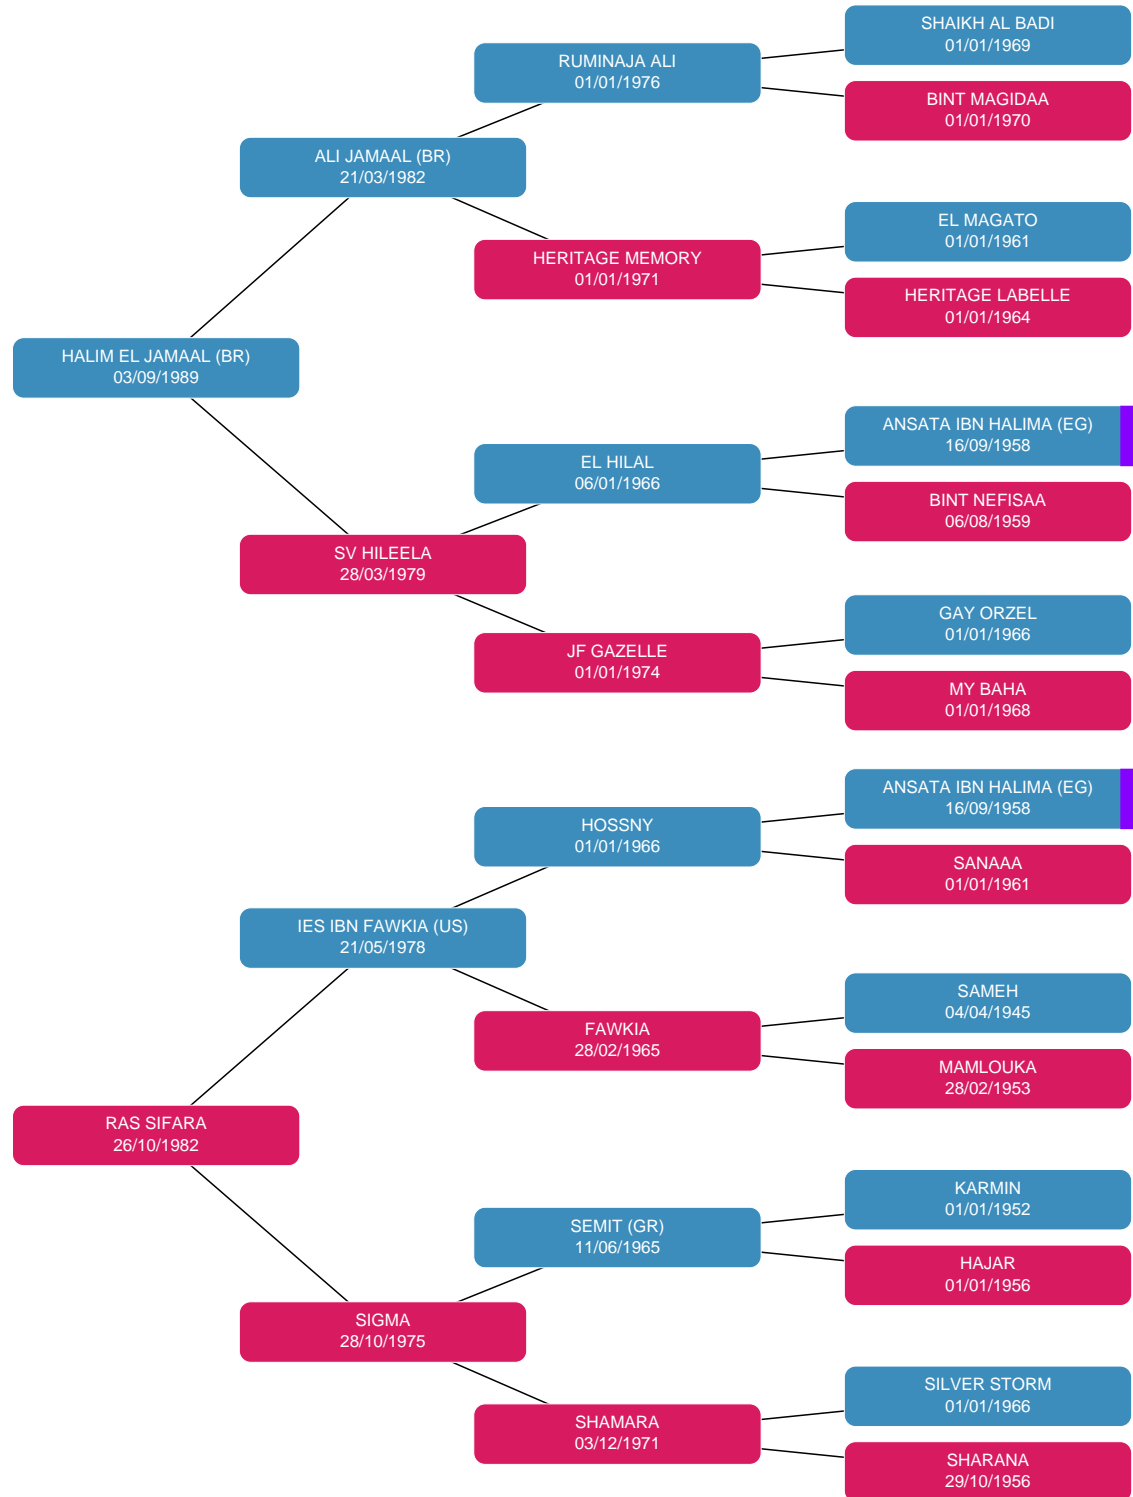 SHAIKH AL BADI
01/01/1969
RUMINAJA ALI
01/01/1976
BINT MAGIDAA
01/01/1970
ALI JAMAAL (BR)
21/03/1982
EL MAGATO
01/01/1961
HERITAGE MEMORY
01/01/1971
HERITAGE LABELLE
01/01/1964
HALIM EL JAMAAL (BR)
03/09/1989
ANSATA IBN HALIMA (EG)
16/09/1958
EL HILAL
06/01/1966
BINT NEFISAA
06/08/1959
SV HILEELA
28/03/1979
GAY ORZEL
01/01/1966
JF GAZELLE
01/01/1974
MY BAHA
01/01/1968
ANSATA IBN HALIMA (EG)
16/09/1958
HOSSNY
01/01/1966
SANAAA
01/01/1961
IES IBN FAWKIA (US)
21/05/1978
SAMEH
04/04/1945
FAWKIA
28/02/1965
MAMLOUKA
28/02/1953
RAS SIFARA
26/10/1982
KARMIN
01/01/1952
SEMIT (GR)
11/06/1965
HAJAR
01/01/1956
SIGMA
28/10/1975
SILVER STORM
01/01/1966
SHAMARA
03/12/1971
SHARANA
29/10/1956